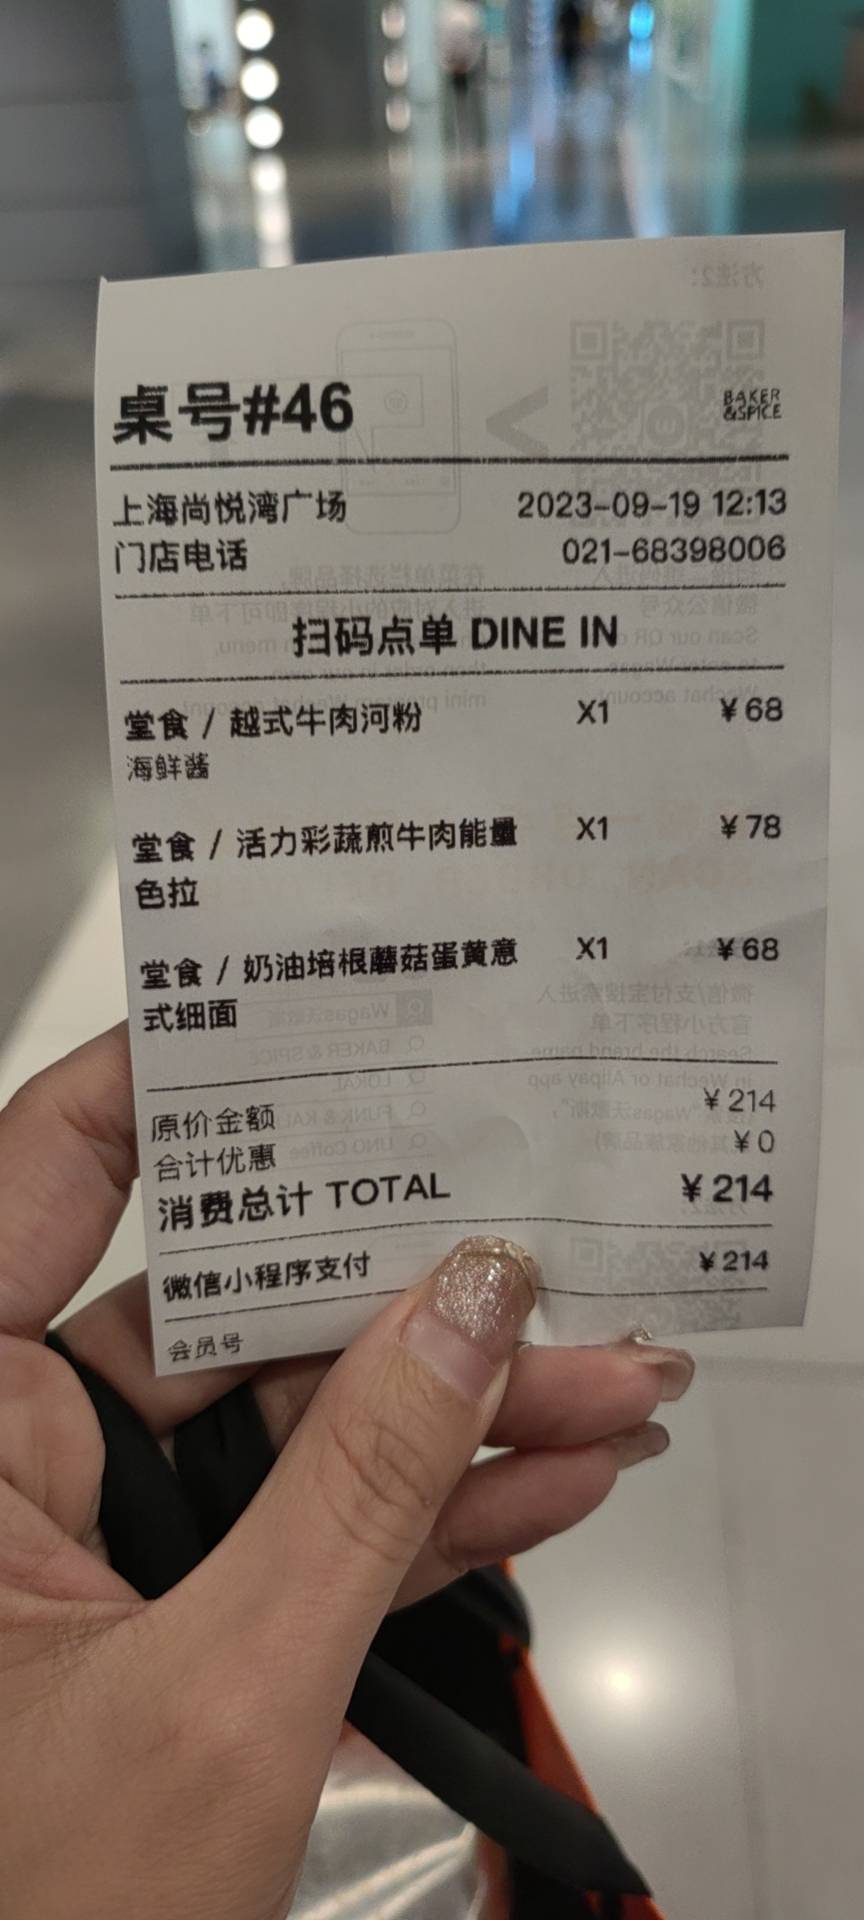 桌号#46
BAKER
&SPICE
上海尚悦湾广场 2023-09-19 12:13
门店电话 021-68398006
扫码点单 DINE IN
堂食 / 越式牛肉河粉 X1 ¥68
海鲜酱
堂食 / 活力彩蔬煎牛肉能量 X1 ¥78
色拉
堂食 / 奶油培根蘑菇蛋黄意 X1 ¥68
式细面
原价金额 ¥214
合计优惠 ¥0
消费总计 TOTAL ¥214
微信小程序支付 ¥214
会员号